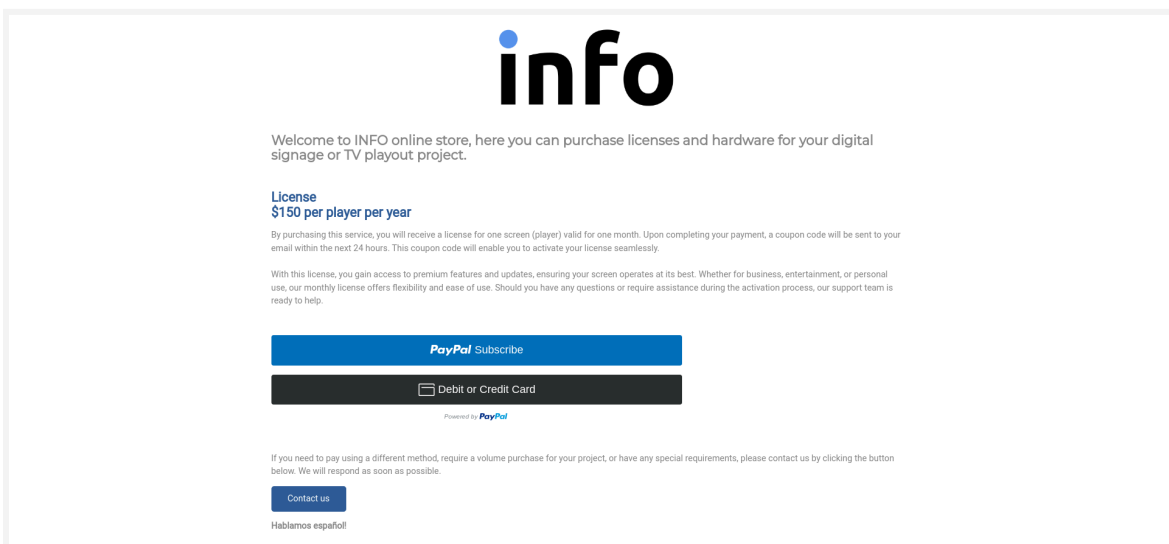 info
Welcome to INFO online store, here you can purchase licenses and hardware for your digital
signage or TV playout project.
License
$150 per player per year
By purchasing this service, you will receive a license for one screen (player) valid for one month. Upon completing your payment, a coupon code will be sent to your
email within the next 24 hours. This coupon code will enable you to activate your license seamlessly.
With this license, you gain access to premium features and updates, ensuring your screen operates at its best. Whether for business, entertainment, or personal
use, our monthly license offers flexibility and ease of use. Should you have any questions or require assistance during the activation process, our support team is
ready to help.
PayPal Subscribe
Debit or Credit Card
Powered by PayPal
If you need to pay using a different method, require a volume purchase for your project, or have any special requirements, please contact us by clicking the button
below. We will respond as soon as possible.
Contact us
Hablamos español!